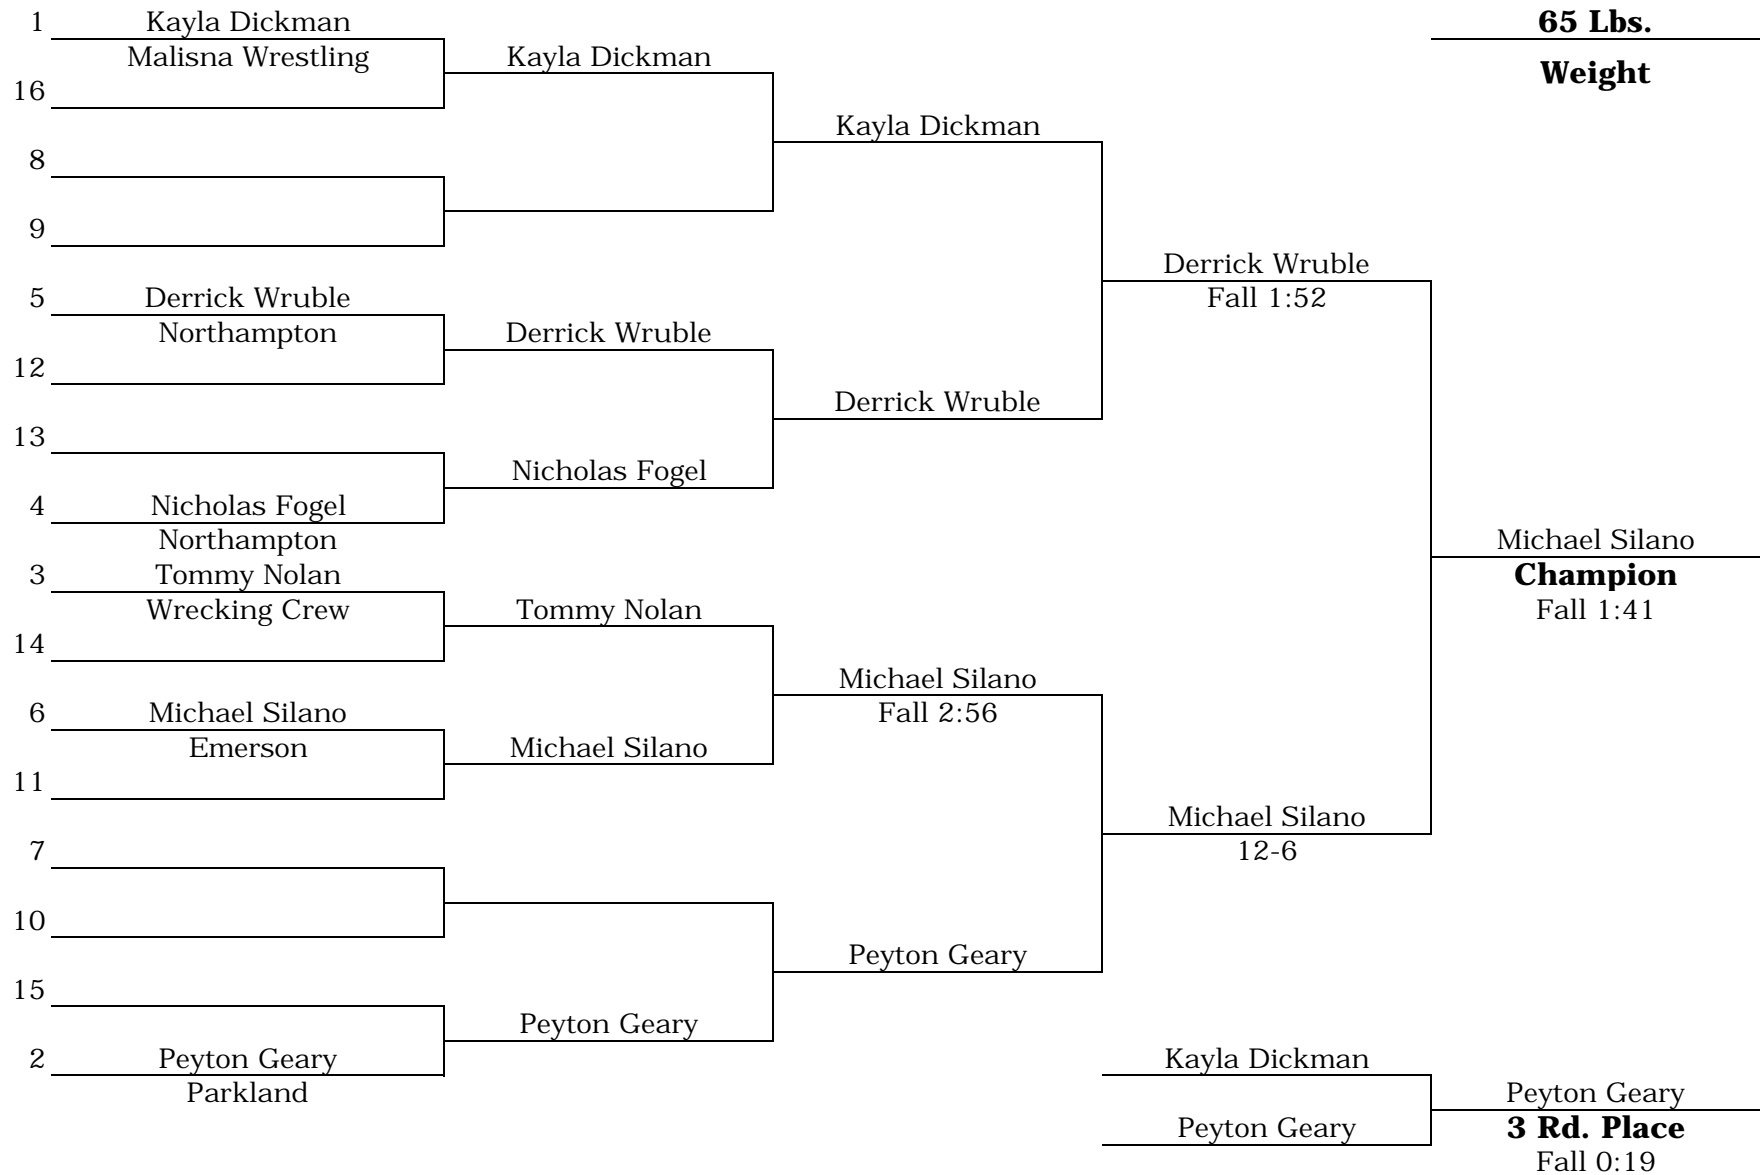 1 Kayla Dickman
Malisna Wrestling
16
8
9
5 Derrick Wruble
Northampton
12
13
4 Nicholas Fogel
Northampton
3 Tommy Nolan
Wrecking Crew
14
6 Michael Silano
Emerson
11
7
10
15
2 Peyton Geary
Parkland
Kayla Dickman
Derrick Wruble
Nicholas Fogel
Tommy Nolan
Michael Silano
Peyton Geary
Kayla Dickman
Derrick Wruble
Michael Silano
Fall 2:56
Peyton Geary
Derrick Wruble
Fall 1:52
Michael Silano
12-6
Kayla Dickman
Peyton Geary
65 Lbs.
Weight
Michael Silano
Champion
Fall 1:41
Peyton Geary
3 Rd. Place
Fall 0:19